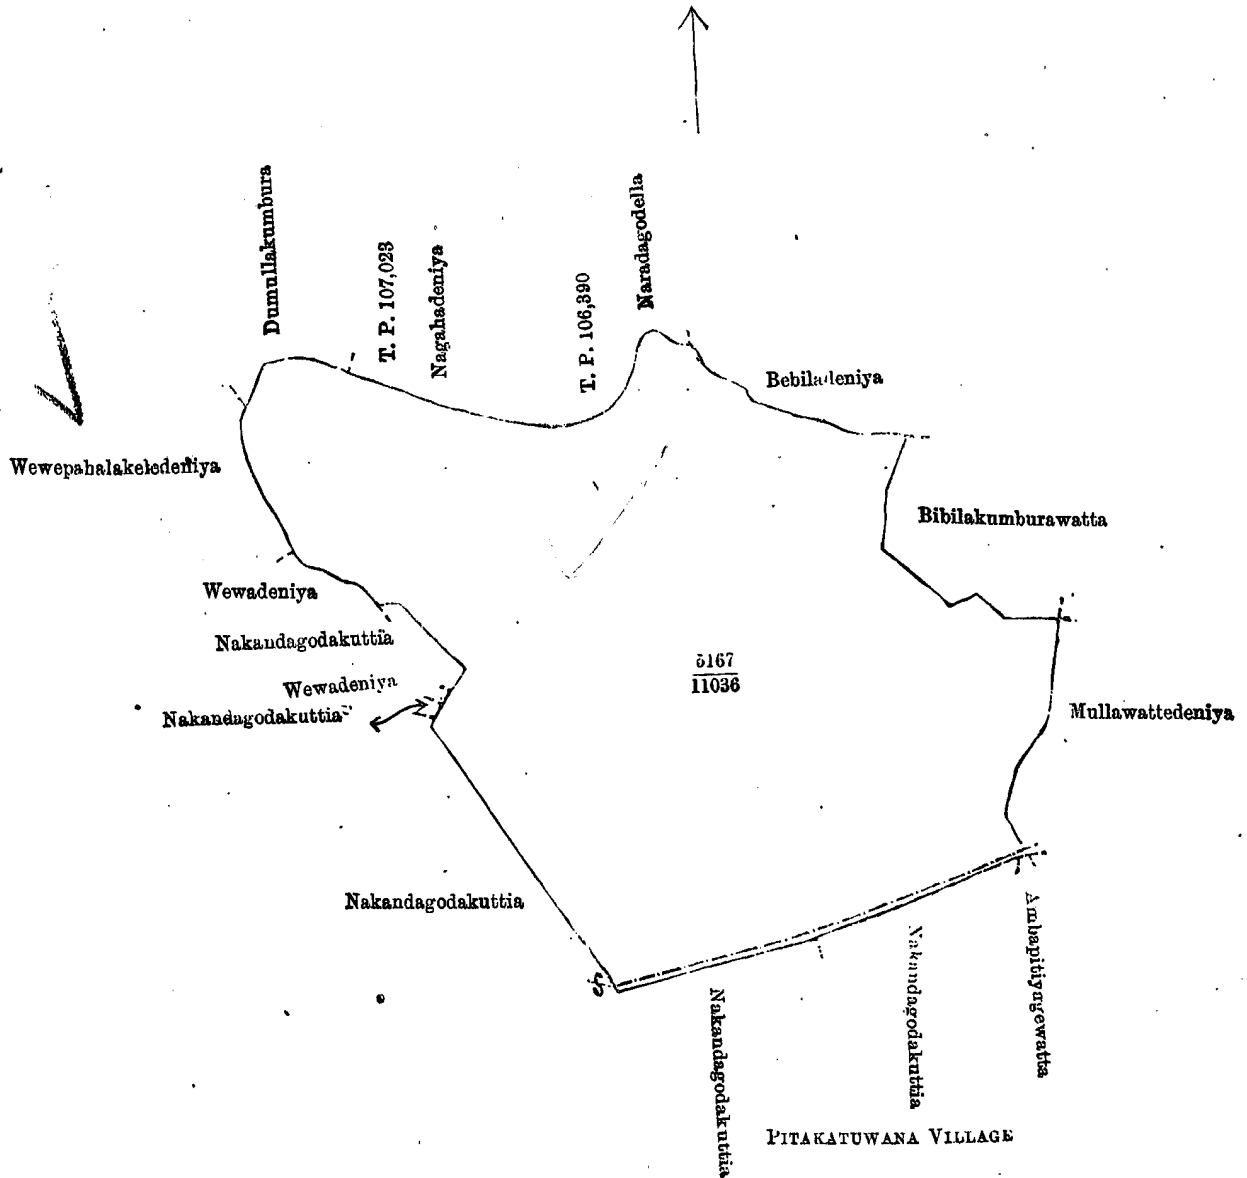 Dumullakumbura
T. P. 107,023
Nagahadeniya
T. P. 106,390
Naradagodella
Bebiladeniya
Wewepahalakeledeniya
Bibilakumburawatta
Wewadeniya
Nakandagodakuttia
5167
11036
Wewadeniya
Nakandagodakuttia
Mullawattedeniya
Nakandagodakuttia
Nakandagodakuttia
Nakandagodakuttia
Ambapitiyagewatta
PITAKATUWANA VILLAGE